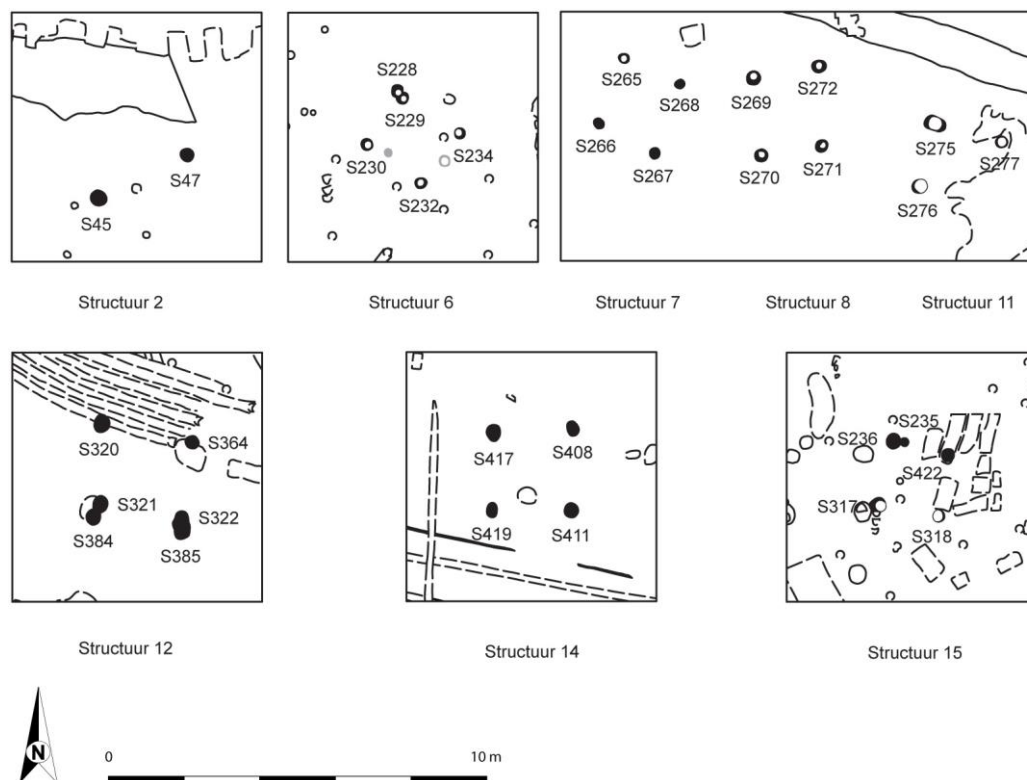 S47
S45
Structuur 2
S228
S229
S230
S234
S232
Structuur 6
S265
S268
S269
S272
S266
S267
S270
S271
S275
S277
S276
Structuur 7
Structuur 8
Structuur 11
S320
S364
S321
S384
S322
S385
Structuur 12
S417
S408
S419
S411
Structuur 14
S235
S236
S422
S317
S318
Structuur 15
N
0
10 m